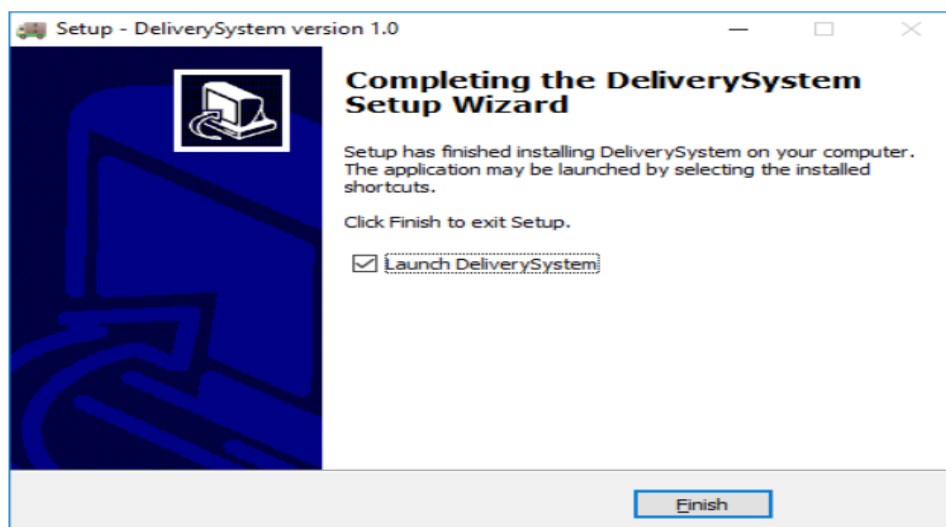 Setup - DeliverySystem version 1.0
Completing the DeliverySystem
Setup Wizard
Setup has finished installing DeliverySystem on your computer.
The application may be launched by selecting the installed
shortcuts.
Click Finish to exit Setup.
Launch DeliverySystem
Finish